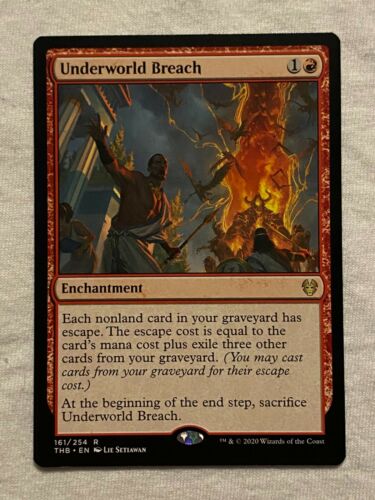 Underworld Breach 1
Enchantment
Each nonland card in your graveyard has
escape. The escape cost is equal to the
card's mana cost plus exile three other
cards from your graveyard. (You may cast
cards from your graveyard for their escape
cost.)
At the beginning of the end step, sacrifice
Underworld Breach.
161/254 R
THB • EN Lie Setiawan
™ & © 2020 Wizards of the Coast